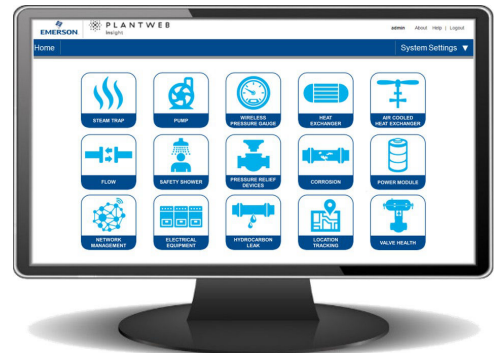 EMERSON
PLANTWEB
Insight
admin About Help | Logout
Home
System Settings ▼
STEAM TRAP
PUMP
WIRELESS
PRESSURE GAUGE
HEAT
EXCHANGER
AIR COOLED
HEAT EXCHANGER
FLOW
SAFETY SHOWER
PRESSURE RELIEF
DEVICES
CORROSION
POWER MODULE
NETWORK
MANAGEMENT
ELECTRICAL
EQUIPMENT
HYDROCARBON
LEAK
LOCATION
TRACKING
VALVE HEALTH